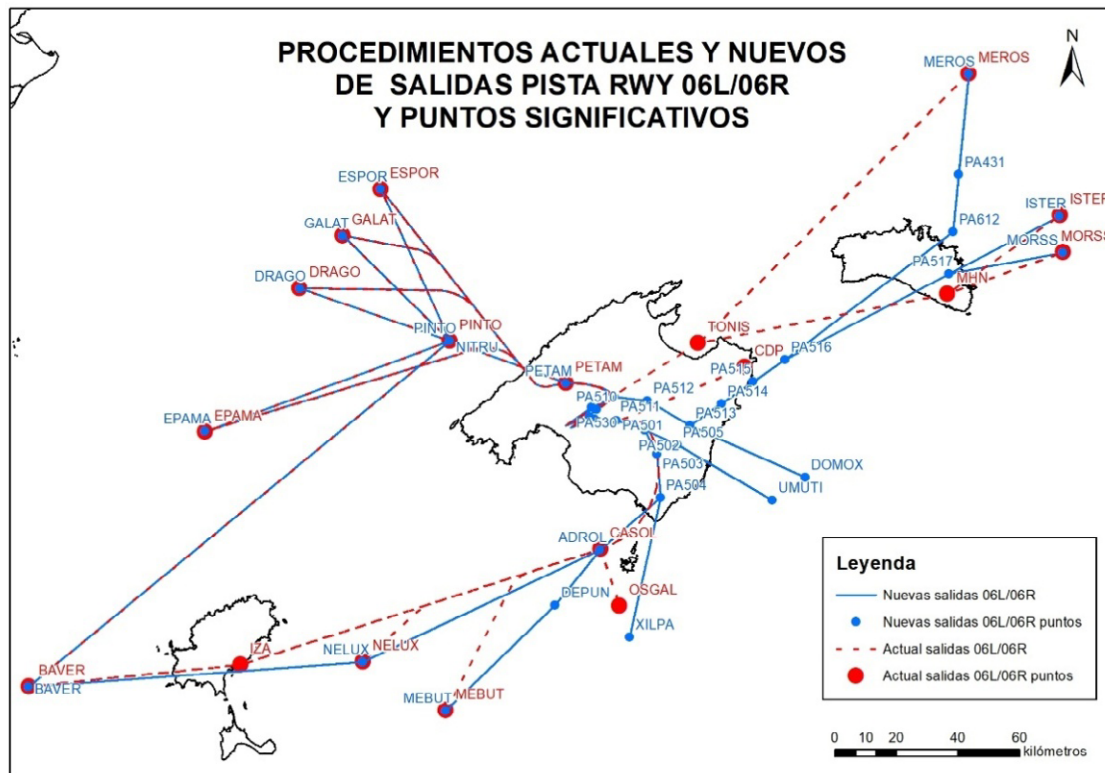 PROCEDIMIENTOS ACTUALES Y NUEVOS
DE SALIDAS PISTA RWY 06L/06R
Y PUNTOS SIGNIFICATIVOS
N
MEROS MEROS
ESPOR ESPOR
PA431
GALAT GALAT
ISTER ISTER
PA612
MORSS MORSS
DRAGO DRAGO
PA517
MHN
PINTO PINTO
NITRU
TONIS
PA516
CDP
PETAM PETAM
PA515
PA512
PA514
PA510
PA511
PA513
EPAMA EPAMA
PA530
PA501
PA505
PA502
PA503
DOMOX
PA504
UMUTI
ADROL CASOL
DEPUN
OSGAL
XILPA
IZA
NELUX NELUX
BAVER
BAVER
MEBUT MEBUT
Leyenda
Nuevas salidas 06L/06R
Nuevas salidas 06L/06R puntos
Actual salidas 06L/06R
Actual salidas 06L/06R puntos
0 10 20 40 60
kilómetros